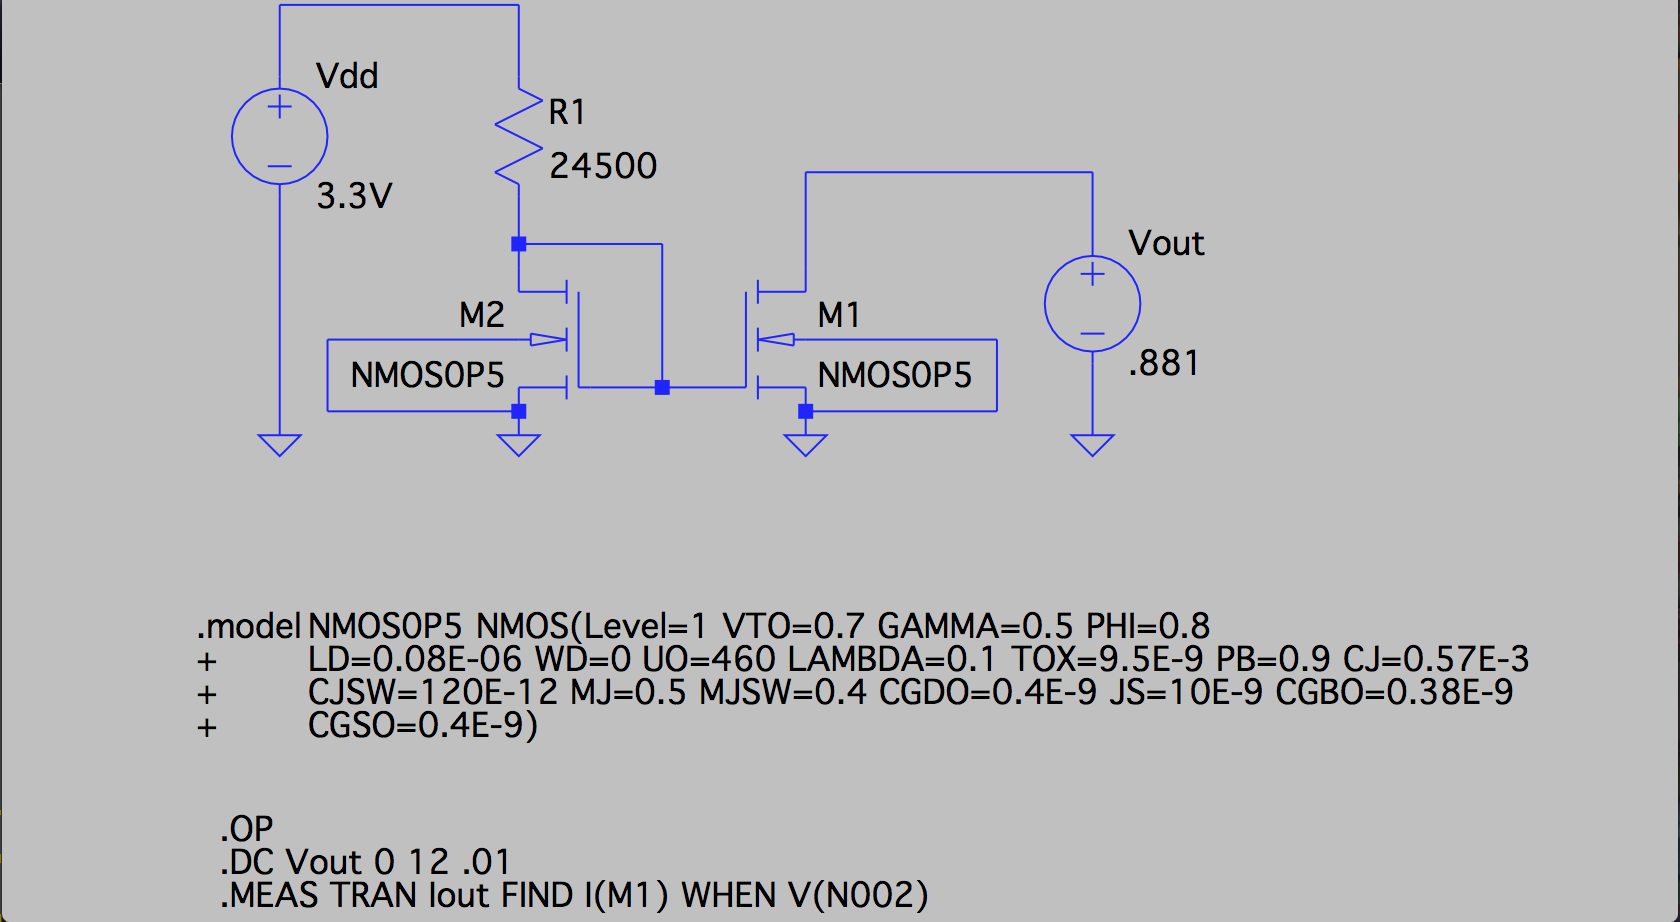 Vdd
3.3V
R1
24500
Vout
.881
M2
NMOS0P5
M1
NMOS0P5
.model NMOS0P5 NMOS(Level=1 VTO=0.7 GAMMA=0.5 PHI=0.8
+ LD=0.08E-06 WD=0 UO=460 LAMBDA=0.1 TOX=9.5E-9 PB=0.9 CJ=0.57E-3
+ CJSW=120E-12 MJ=0.5 MJSW=0.4 CGDO=0.4E-9 JS=10E-9 CGBO=0.38E-9
+ CGSO=0.4E-9)
.OP
.DC Vout 0 12 .01
.MEAS TRAN Iout FIND I(M1) WHEN V(N002)